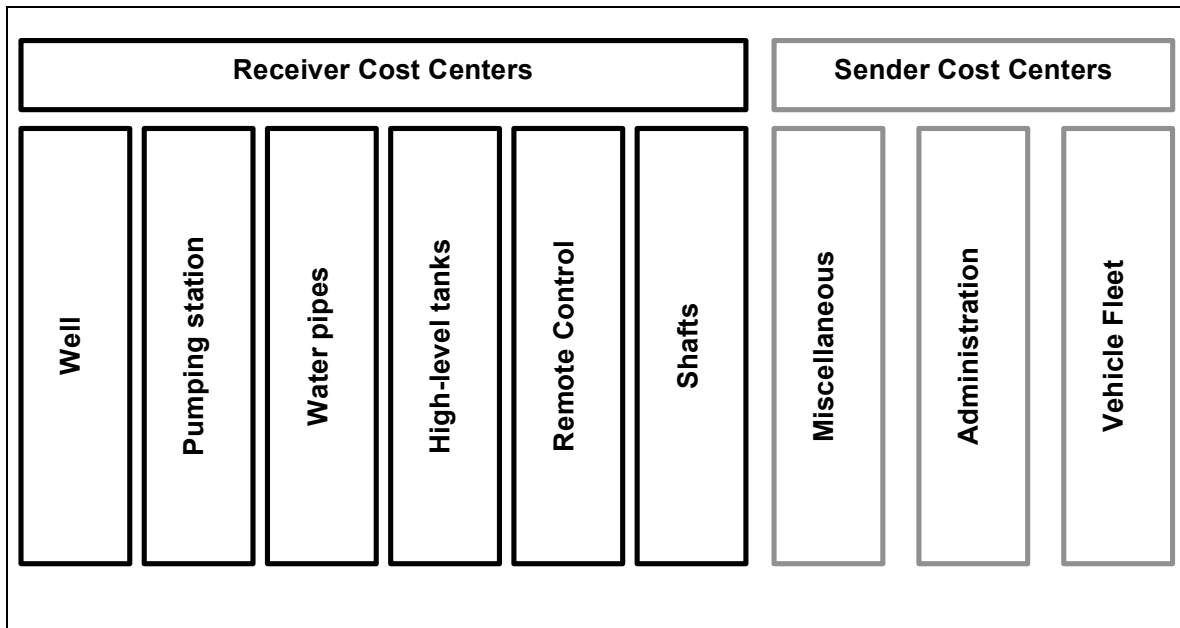 Receiver Cost Centers
Sender Cost Centers
Well
Pumping station
Water pipes
High-level tanks
Remote Control
Shafts
Miscellaneous
Administration
Vehicle Fleet